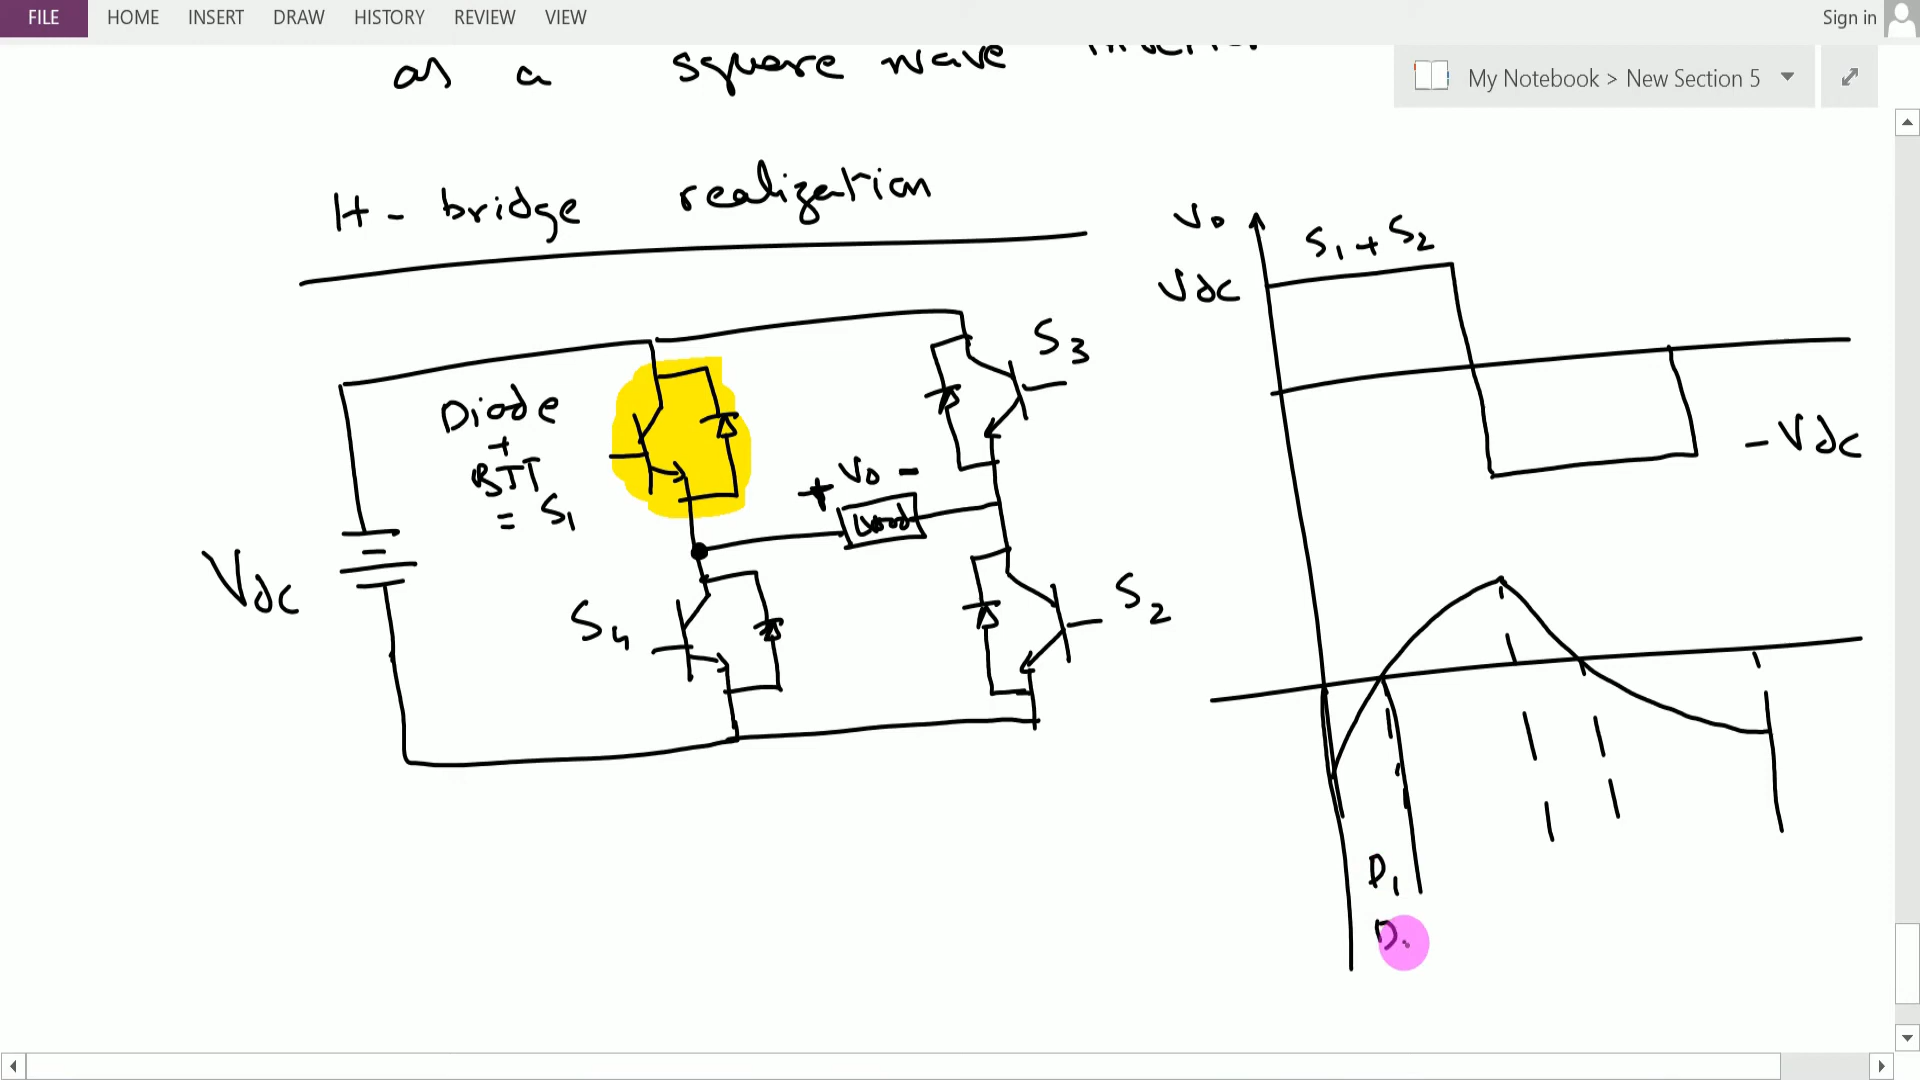 FILE HOME INSERT DRAW HISTORY REVIEW VIEW Sign in
as a square wave
My Notebook > New Section 5
H - bridge realization
Vo
S1 + S2
Vdc
S3
Diode
+
BJT
= S1
+ Vo -
Load
- Vdc
Vdc
S4
S2
D1
D